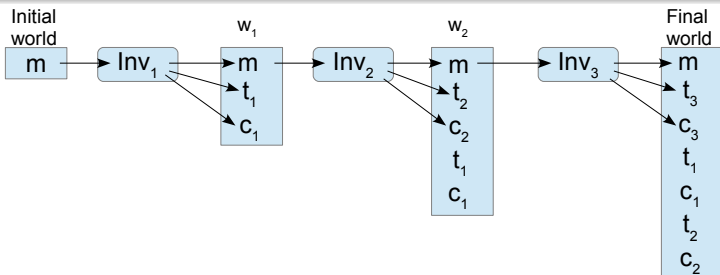 Initial world
m
Inv₁
w₁
m
t₁
c₁
Inv₂
w₂
m
t₂
c₂
t₁
c₁
Inv₃
Final world
m
t₃
c₃
t₁
c₁
t₂
c₂